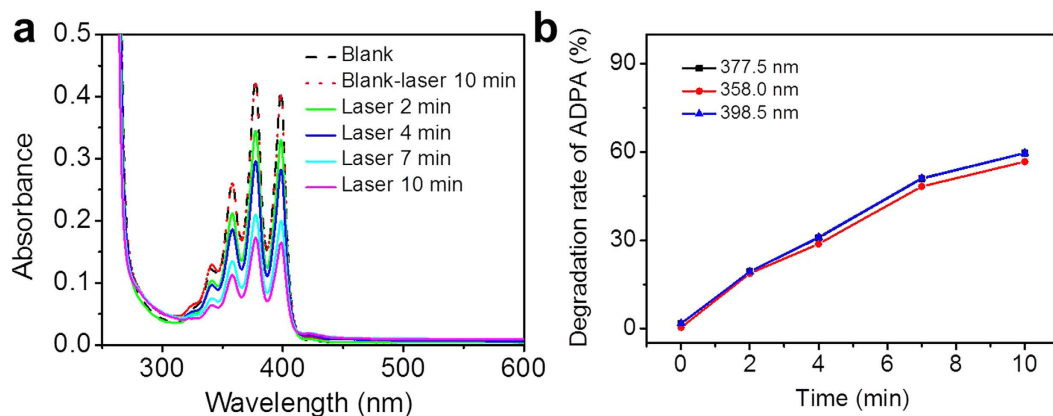 a
0.5
0.4
0.3
0.2
0.1
0.0
Absorbance
Blank
Blank-laser 10 min
Laser 2 min
Laser 4 min
Laser 7 min
Laser 10 min
300
400
500
600
Wavelength (nm)
b
90
60
30
0
Degradation rate of ADPA (%)
377.5 nm
358.0 nm
398.5 nm
0
2
4
6
8
10
Time (min)